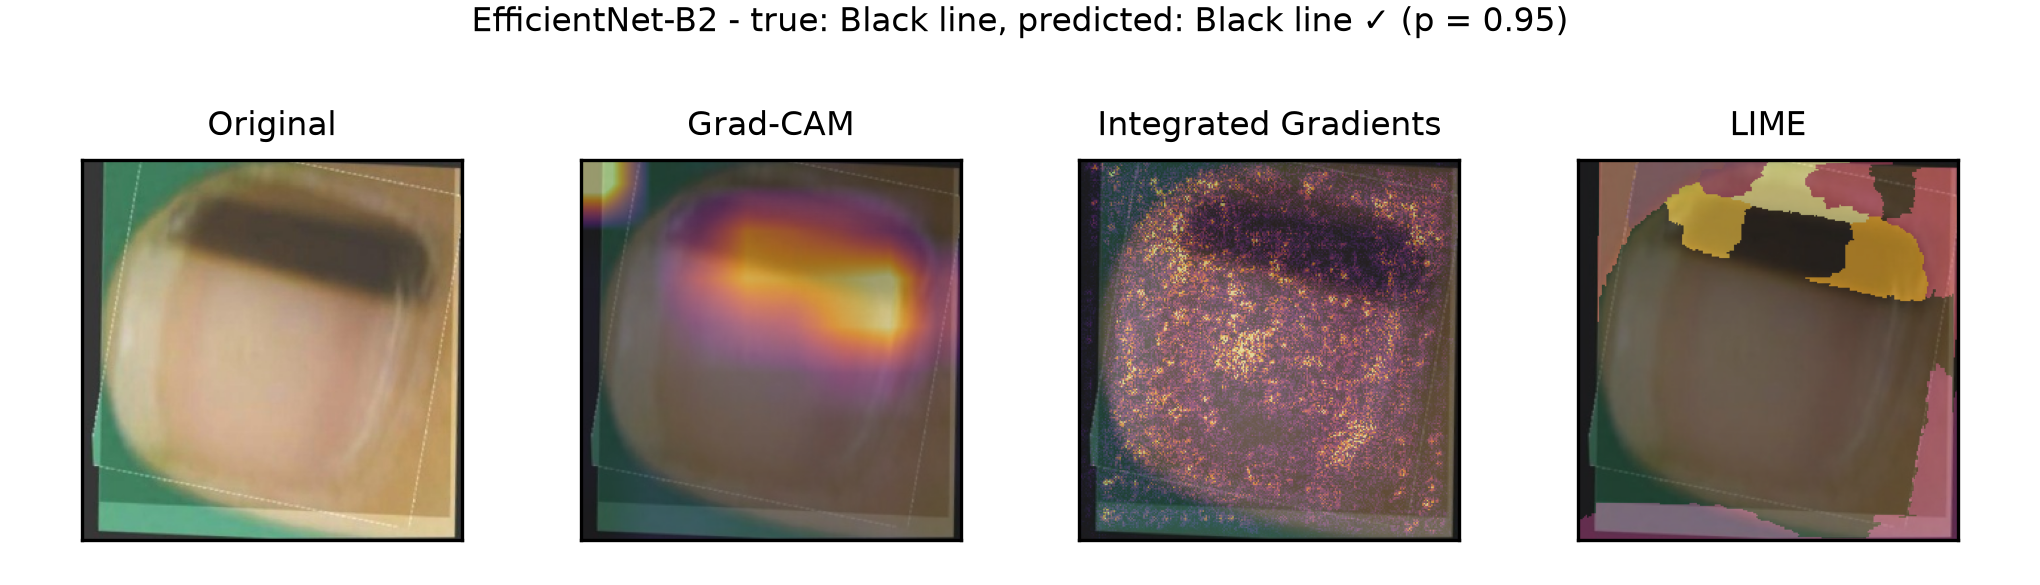 EfficientNet-B2 - true: Black line, predicted: Black line ✓ (p = 0.95)
Original
Grad-CAM
Integrated Gradients
LIME